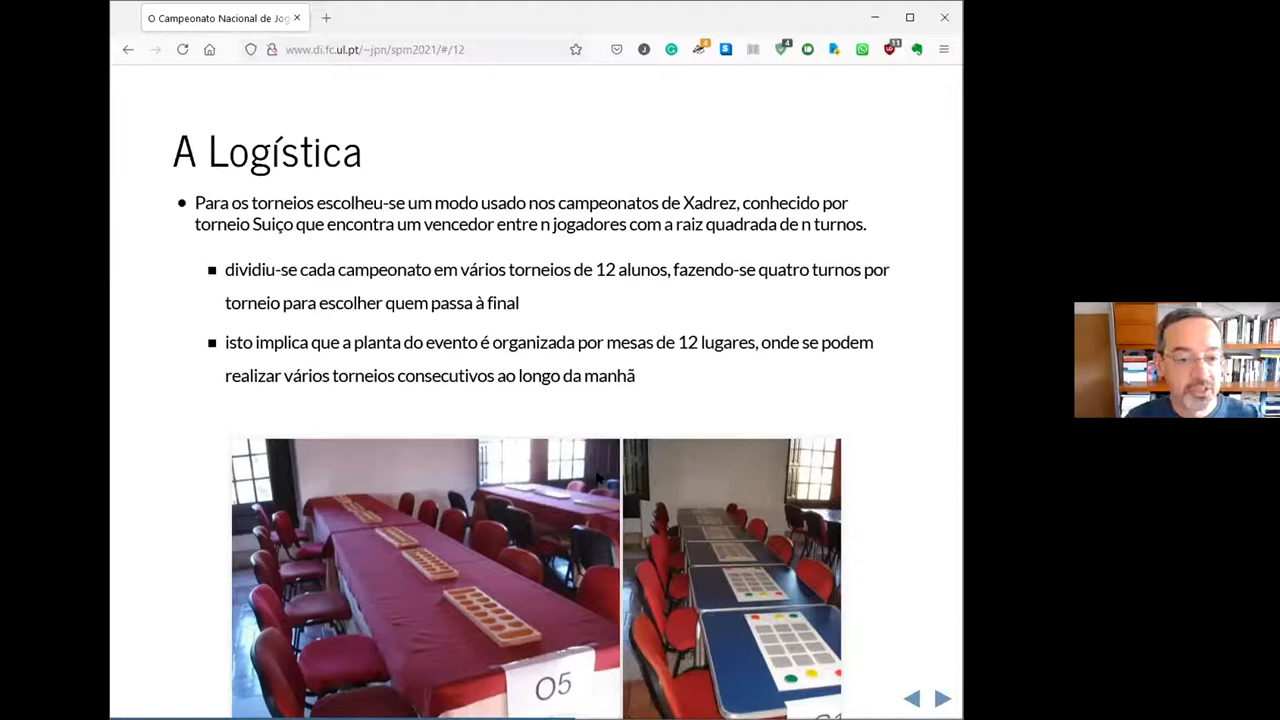 O Campeonato Nacional de Jog
www.di.fc.ul.pt/~jpn/spm2021/#/12
4
4
11
A Logística
Para os torneios escolheu-se um modo usado nos campeonatos de Xadrez, conhecido por
torneio Suiço que encontra um vencedor entre n jogadores com a raiz quadrada de n turnos.
dividiu-se cada campeonato em vários torneios de 12 alunos, fazendo-se quatro turnos por
torneio para escolher quem passa à final
isto implica que a planta do evento é organizada por mesas de 12 lugares, onde se podem
realizar vários torneios consecutivos ao longo da manhã
O5